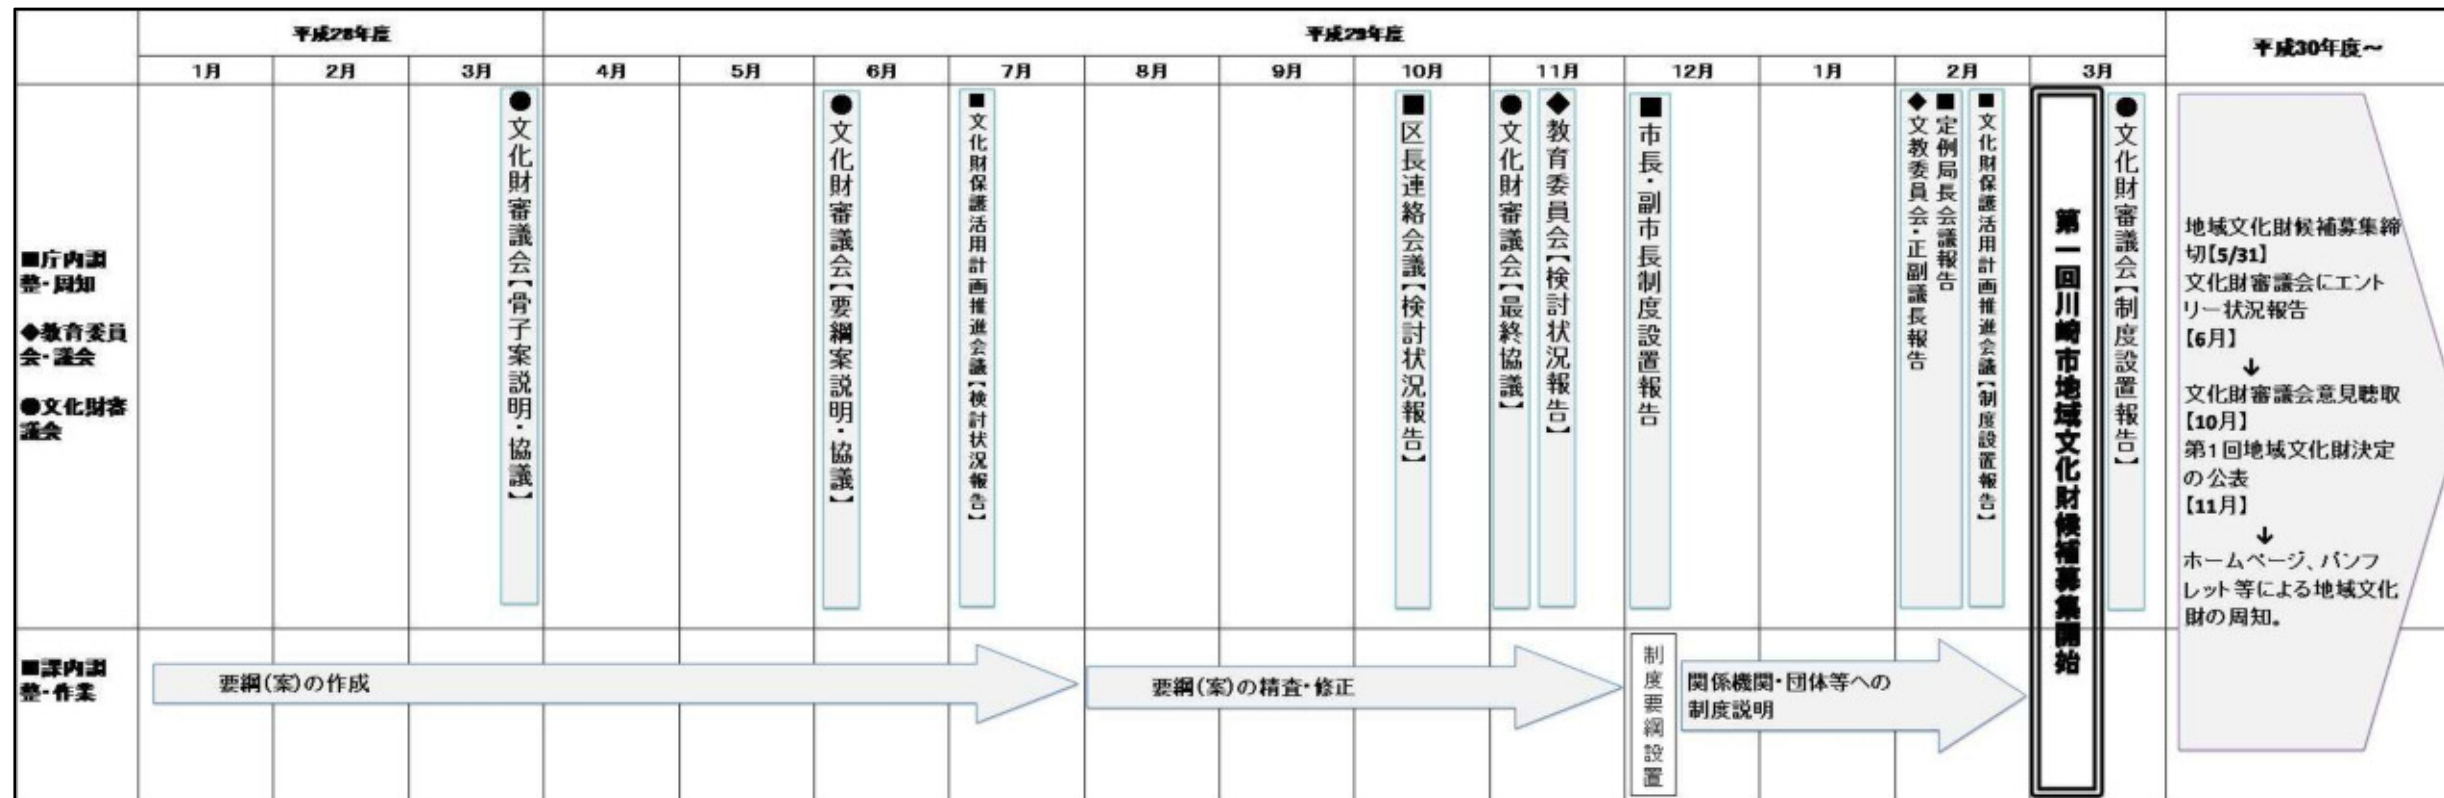 平成28年度
平成29年度
平成30年度～
1月
2月
3月
4月
5月
6月
7月
8月
9月
10月
11月
12月
1月
2月
3月
■庁内調
整・周知
◆教育委員
会・議会
●文化財審
議会
●文化財審議会【骨子案説明・協議】
●文化財審議会【要綱案説明・協議】
■文化財保護活用計画推進会議【検討状況報告】
■区長連絡会議【検討状況報告】
●文化財審議会【最終協議】
◆教育委員会【検討状況報告】
■市長・副市長制度設置報告
■定例局長会議報告
◆文教委員会・正副議長報告
■文化財保護活用計画推進会議【制度設置報告】
第一回川崎市地域文化財候補募集開始
●文化財審議会【制度設置報告】
地域文化財候補募集締
切【5/31】
文化財審議会にエント
リー状況報告
【6月】
↓
文化財審議会意見聴取
【10月】
第1回地域文化財決定
の公表
【11月】
↓
ホームページ、パンフ
レット等による地域文化
財の周知。
■課内調
整・作業
要綱(案)の作成
要綱(案)の精査・修正
制度要綱設置
関係機関・団体等への
制度説明